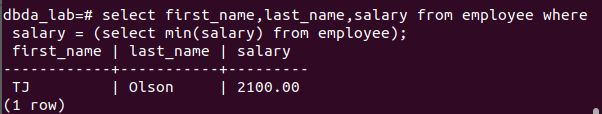 dbda_lab=# select first_name,last_name,salary from employee where
 salary = (select min(salary) from employee);
 first_name | last_name | salary
------------+-----------+---------
 TJ         | Olson     | 2100.00
(1 row)